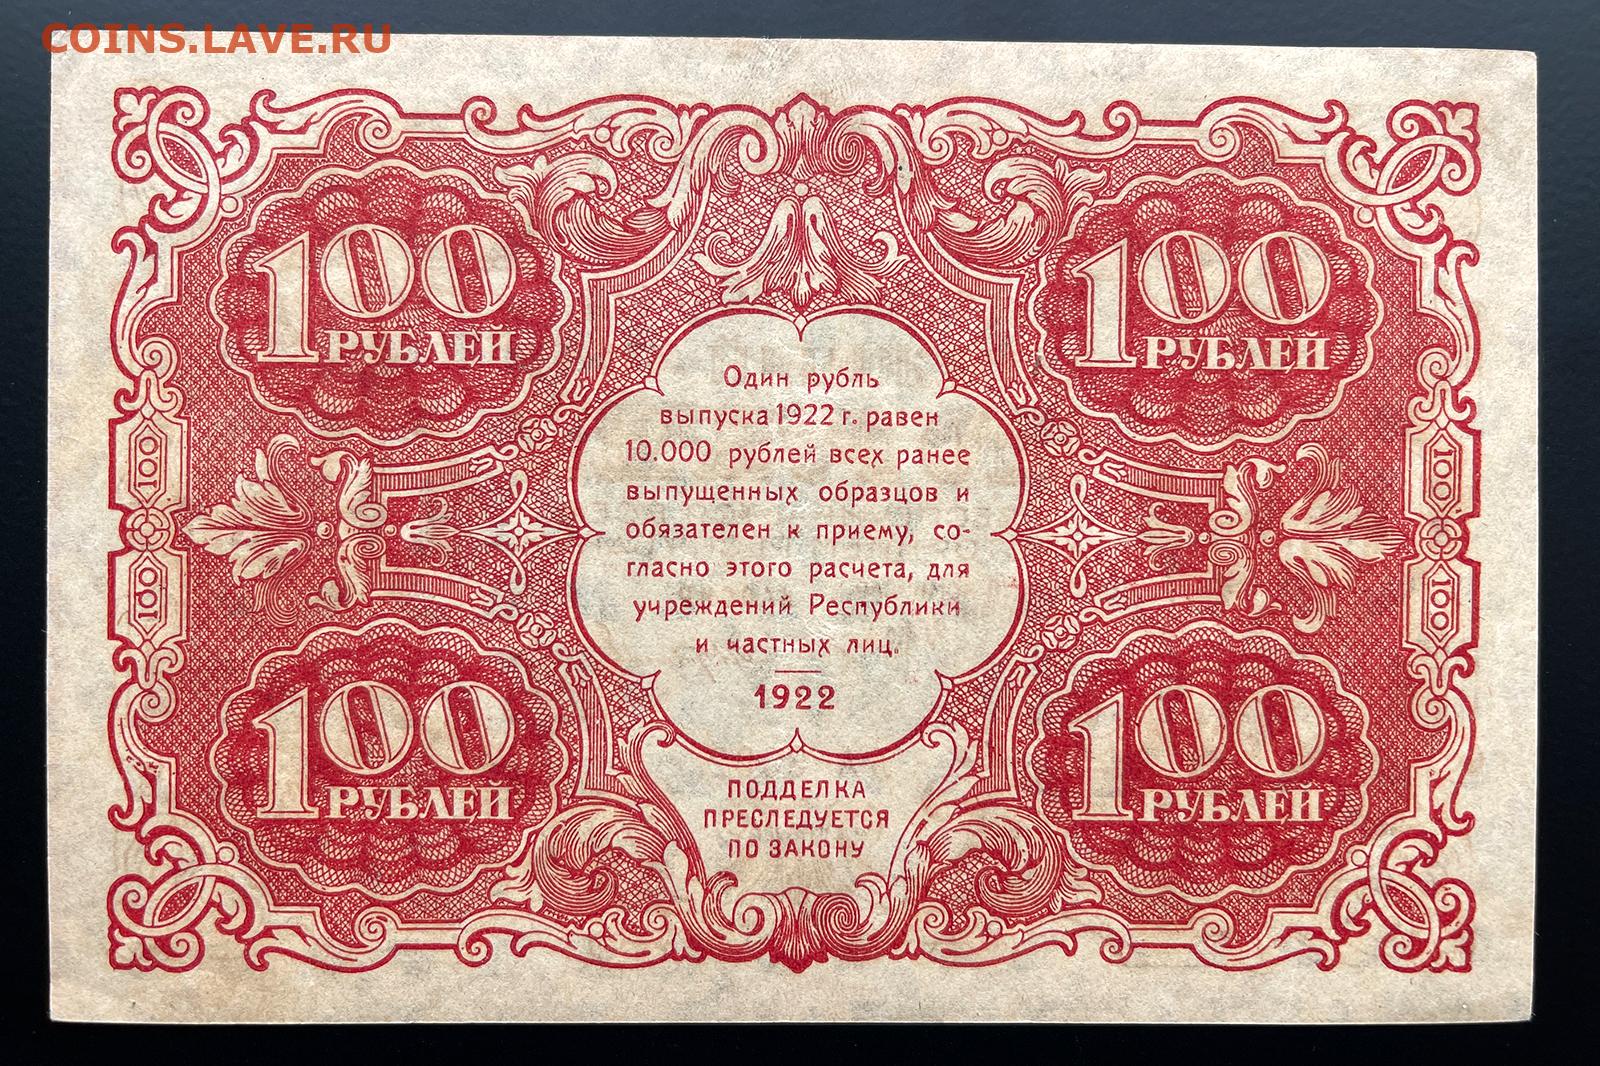 COINS.LAVE.RU
100 РУБЛЕЙ
100 РУБЛЕЙ
Один рубль
выпуска 1922 г. равен
10.000 рублей всех ранее
выпущенных образцов и
обязателен к приему, со-
гласно этого расчета, для
учреждений Республики
и частных лиц.
1922
100
100
100
100
100 РУБЛЕЙ
100 РУБЛЕЙ
ПОДДЕЛКА
ПРЕСЛЕДУЕТСЯ
ПО ЗАКОНУ